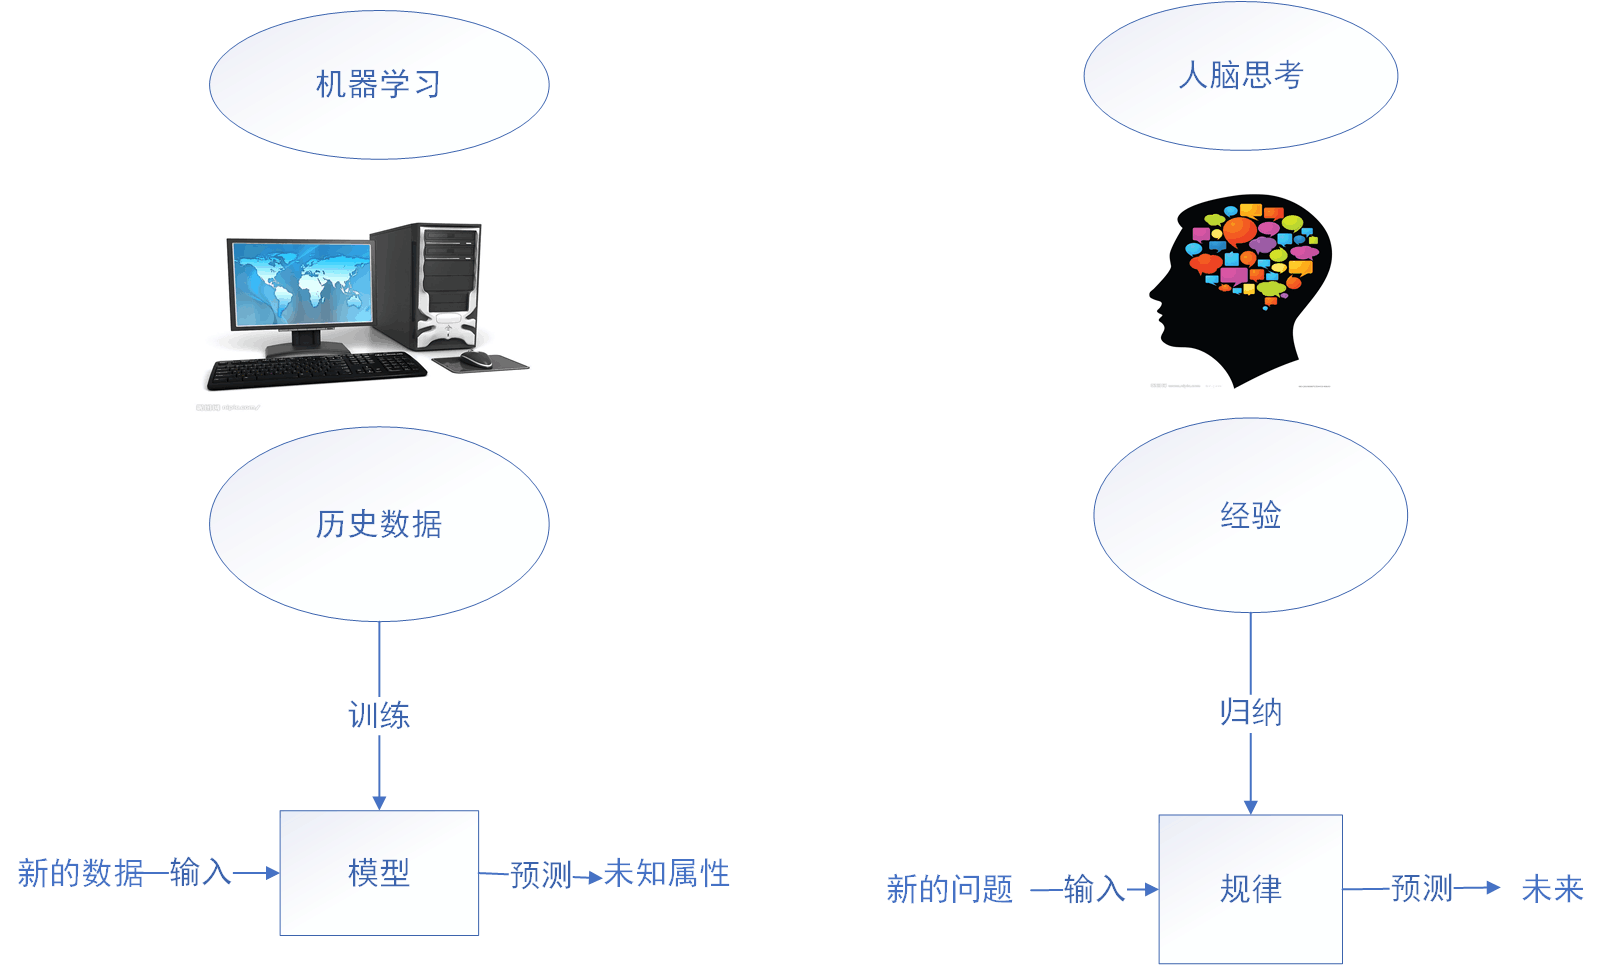 机器学习
人脑思考
历史数据
经验
训练
归纳
新的数据 输入 模型 预测 未知属性
新的问题 输入 规律 预测 未来